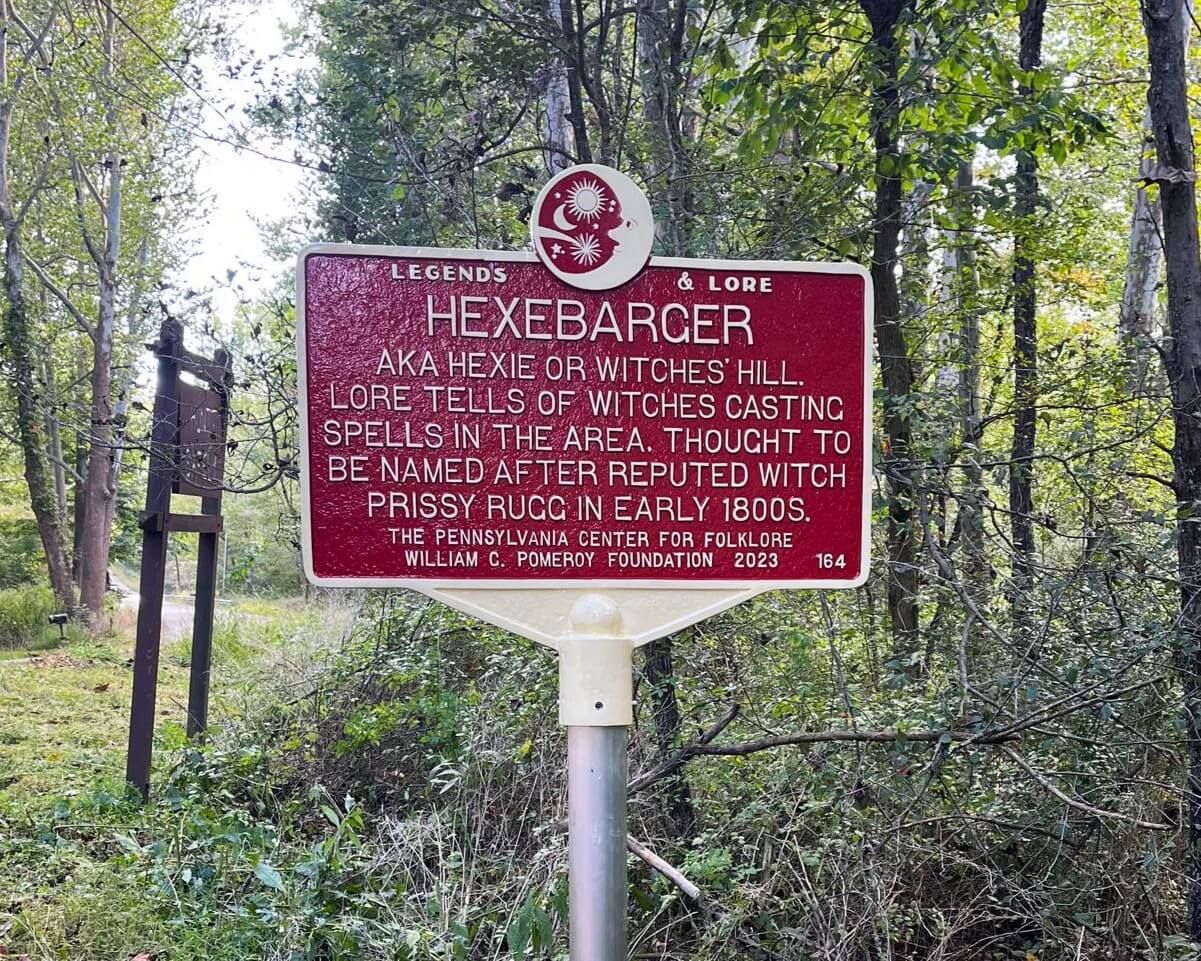 LEGENDS & LORE
HEXEBARGER
AKA HEXIE OR WITCHES' HILL.
LORE TELLS OF WITCHES CASTING
SPELLS IN THE AREA. THOUGHT TO
BE NAMED AFTER REPUTED WITCH
PRISSY RUGG IN EARLY 1800S.
THE PENNSYLVANIA CENTER FOR FOLKLORE
WILLIAM G. POMEROY FOUNDATION 2023 164